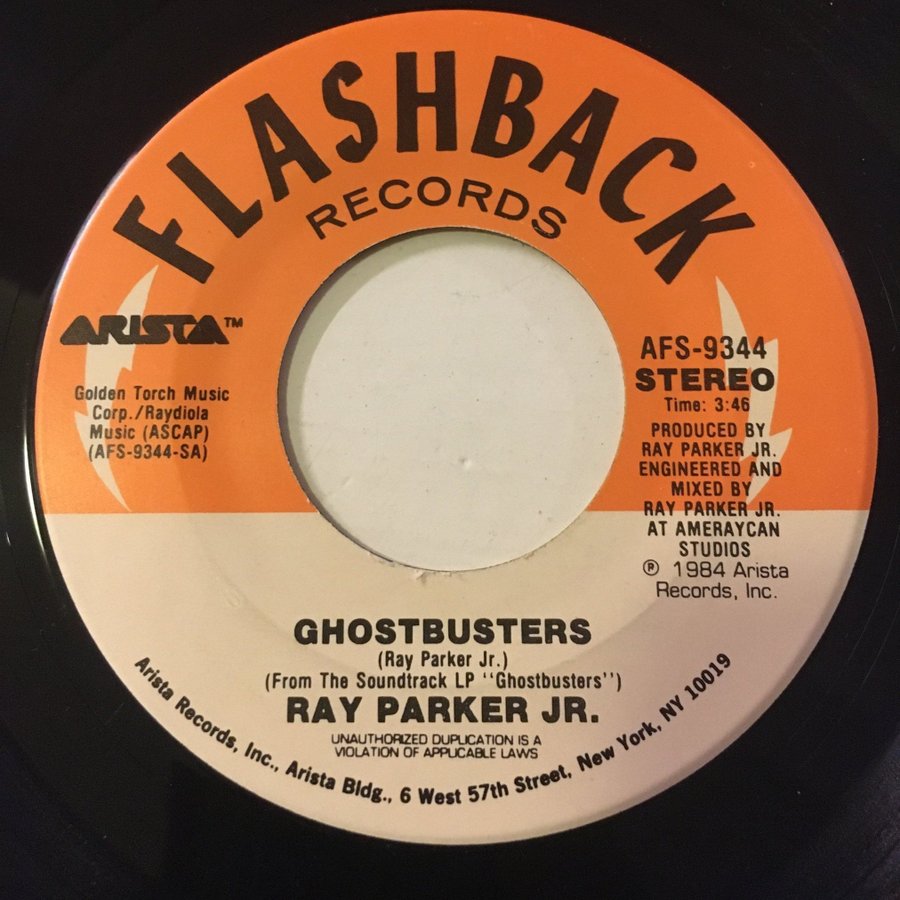 FLASHBACK
RECORDS
ARISTA™
Golden Torch Music
Corp./Raydiola
Music (ASCAP)
(AFS-9344-SA)
AFS-9344
STEREO
Time: 3:46
PRODUCED BY
RAY PARKER JR.
ENGINEERED AND
MIXED BY
RAY PARKER JR.
AT AMERAYCAN
STUDIOS
℗ 1984 Arista
Records, Inc.
GHOSTBUSTERS
(Ray Parker Jr.)
(From The Soundtrack LP "Ghostbusters")
RAY PARKER JR.
UNAUTHORIZED DUPLICATION IS A
VIOLATION OF APPLICABLE LAWS
Arista Records, Inc., Arista Bldg., 6 West 57th Street, New York, NY 10019